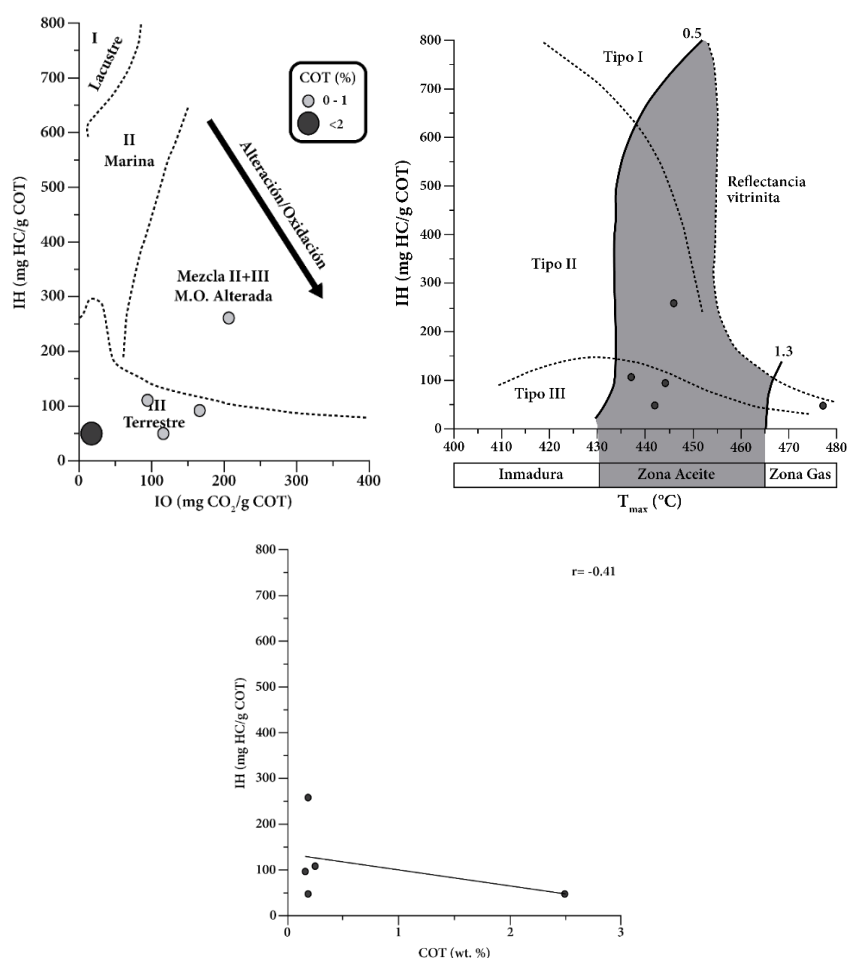 800
700
600
500
400
300
200
100
0
IH (mg HC/g COT)
I
Lacustre
II
Marina
COT (%)
0 - 1
<2
Alteración/Oxidación
Mezcla II+III
M.O. Alterada
III
Terrestre
0
100
200
300
400
IO (mg CO₂/g COT)
800
700
600
500
400
300
200
100
0
IH (mg HC/g COT)
0.5
Tipo I
Reflectancia
vitrinita
Tipo II
1.3
Tipo III
400
410
420
430
440
450
460
470
480
Inmadura
Zona Aceite
Zona Gas
Tmax (ºC)
800
700
600
500
400
300
200
100
0
IH (mg HC/g COT)
r= -0.41
0
1
2
3
COT (wt. %)